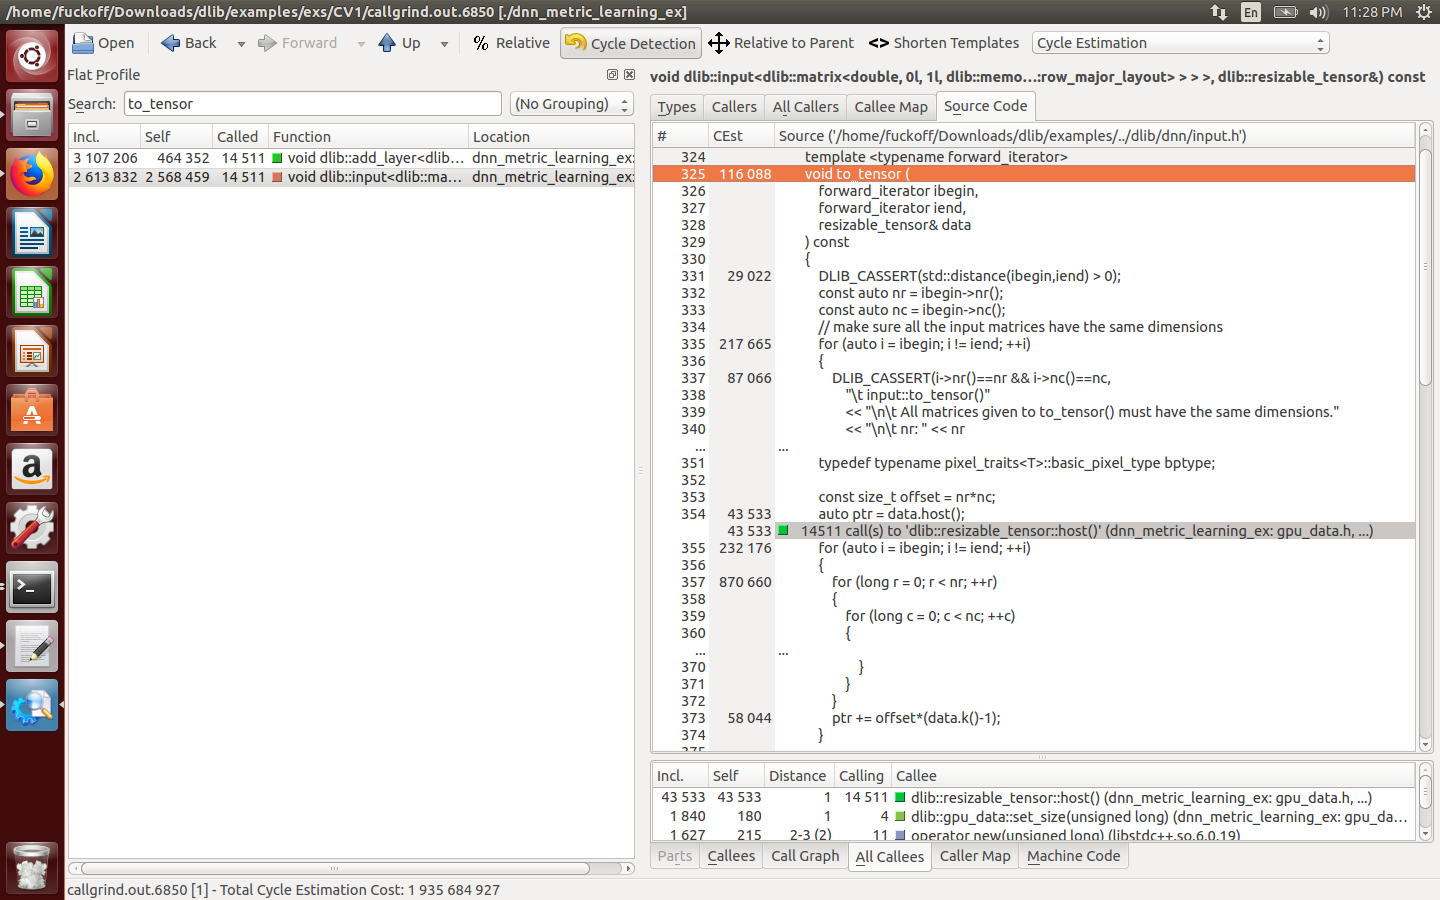 /home/fuckoff/Downloads/dlib/examples/exs/CV1/callgrind.out.6850 [./dnn_metric_learning_ex]
En
11:28 PM
Open
Back
Forward
Up
% Relative
Cycle Detection
Relative to Parent
<> Shorten Templates
Cycle Estimation
Flat Profile
Search: to_tensor
(No Grouping)
Incl. Self Called Function Location
3 107 206 464 352 14 511 void dlib::add_layer<dlib... dnn_metric_learning_ex:
2 613 832 2 568 459 14 511 void dlib::input<dlib::ma... dnn_metric_learning_ex:
void dlib::input<dlib::matrix<double, 0l, 1l, dlib::memo...:row_major_layout> > > >, dlib::resizable_tensor&) const
Types Callers All Callers Callee Map Source Code
# CEst Source ('/home/fuckoff/Downloads/dlib/examples/../dlib/dnn/input.h')
324 template <typename forward_iterator>
325 116 088 void to_tensor (
326 forward_iterator ibegin,
327 forward_iterator iend,
328 resizable_tensor& data
329 ) const
330 {
331 29 022 DLIB_CASSERT(std::distance(ibegin,iend) > 0);
332 const auto nr = ibegin->nr();
333 const auto nc = ibegin->nc();
334 // make sure all the input matrices have the same dimensions
335 217 665 for (auto i = ibegin; i != iend; ++i)
336 {
337 87 066 DLIB_CASSERT(i->nr()==nr && i->nc()==nc,
338 "\t input::to_tensor()"
339 << "\n\t All matrices given to to_tensor() must have the same dimensions."
340 << "\n\t nr: " << nr
... ...
351 typedef typename pixel_traits<T>::basic_pixel_type bptype;
352
353 const size_t offset = nr*nc;
354 43 533 auto ptr = data.host();
43 533 14511 call(s) to 'dlib::resizable_tensor::host()' (dnn_metric_learning_ex: gpu_data.h, ...)
355 232 176 for (auto i = ibegin; i != iend; ++i)
356 {
357 870 660 for (long r = 0; r < nr; ++r)
358 {
359 for (long c = 0; c < nc; ++c)
360 {
... ...
370 }
371 }
372 }
373 58 044 ptr += offset*(data.k()-1);
374 }
375
Incl. Self Distance Calling Callee
43 533 43 533 1 14 511 dlib::resizable_tensor::host() (dnn_metric_learning_ex: gpu_data.h, ...)
1 840 180 1 4 dlib::gpu_data::set_size(unsigned long) (dnn_metric_learning_ex: gpu_da...
1 627 215 2-3 (2) 11 operator new(unsigned long) (libstdc++.so.6.0.19)
Parts Callees Call Graph All Callees Caller Map Machine Code
callgrind.out.6850 [1] - Total Cycle Estimation Cost: 1 935 684 927